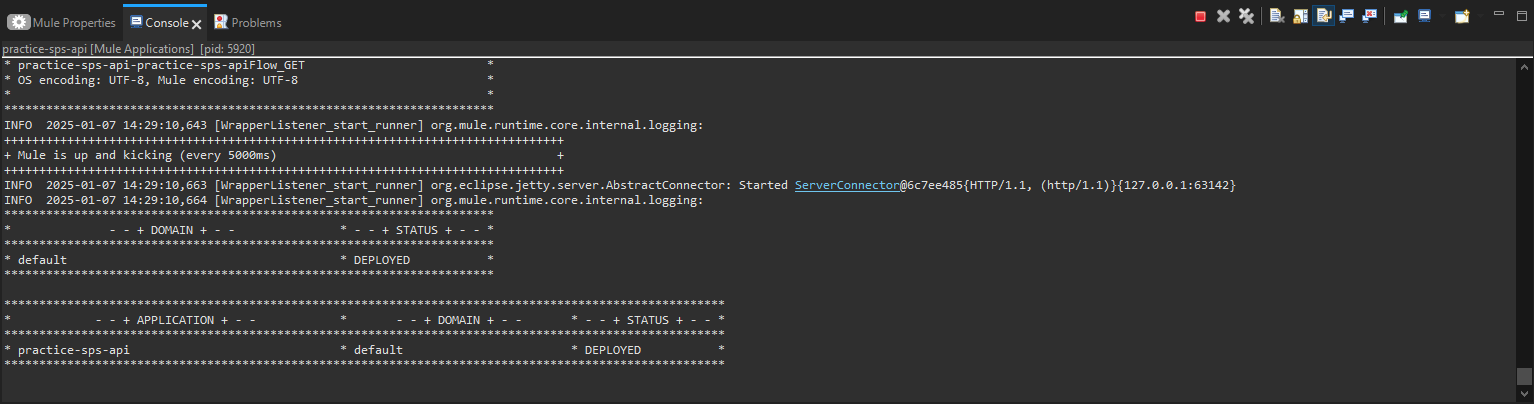 Mule Properties Console Problems
practice-sps-api [Mule Applications] [pid: 5920]
* practice-sps-api-practice-sps-apiFlow_GET                          *
* OS encoding: UTF-8, Mule encoding: UTF-8                           *
*                                                                    *
**********************************************************************
INFO  2025-01-07 14:29:10,643 [WrapperListener_start_runner] org.mule.runtime.core.internal.logging:
++++++++++++++++++++++++++++++++++++++++++++++++++++++++++++++++++++++++++++++++
+ Mule is up and kicking (every 5000ms)                                        +
++++++++++++++++++++++++++++++++++++++++++++++++++++++++++++++++++++++++++++++++
INFO  2025-01-07 14:29:10,663 [WrapperListener_start_runner] org.eclipse.jetty.server.AbstractConnector: Started ServerConnector@6c7ee485{HTTP/1.1, (http/1.1)}{127.0.0.1:63142}
INFO  2025-01-07 14:29:10,664 [WrapperListener_start_runner] org.mule.runtime.core.internal.logging:
**********************************************************************
*              - - + DOMAIN + - -               * - - + STATUS + - - *
**********************************************************************
* default                                       * DEPLOYED           *
**********************************************************************

*******************************************************************************************************
*            - - + APPLICATION + - -            *       - - + DOMAIN + - -       * - - + STATUS + - - *
*******************************************************************************************************
* practice-sps-api                              * default                        * DEPLOYED           *
*******************************************************************************************************